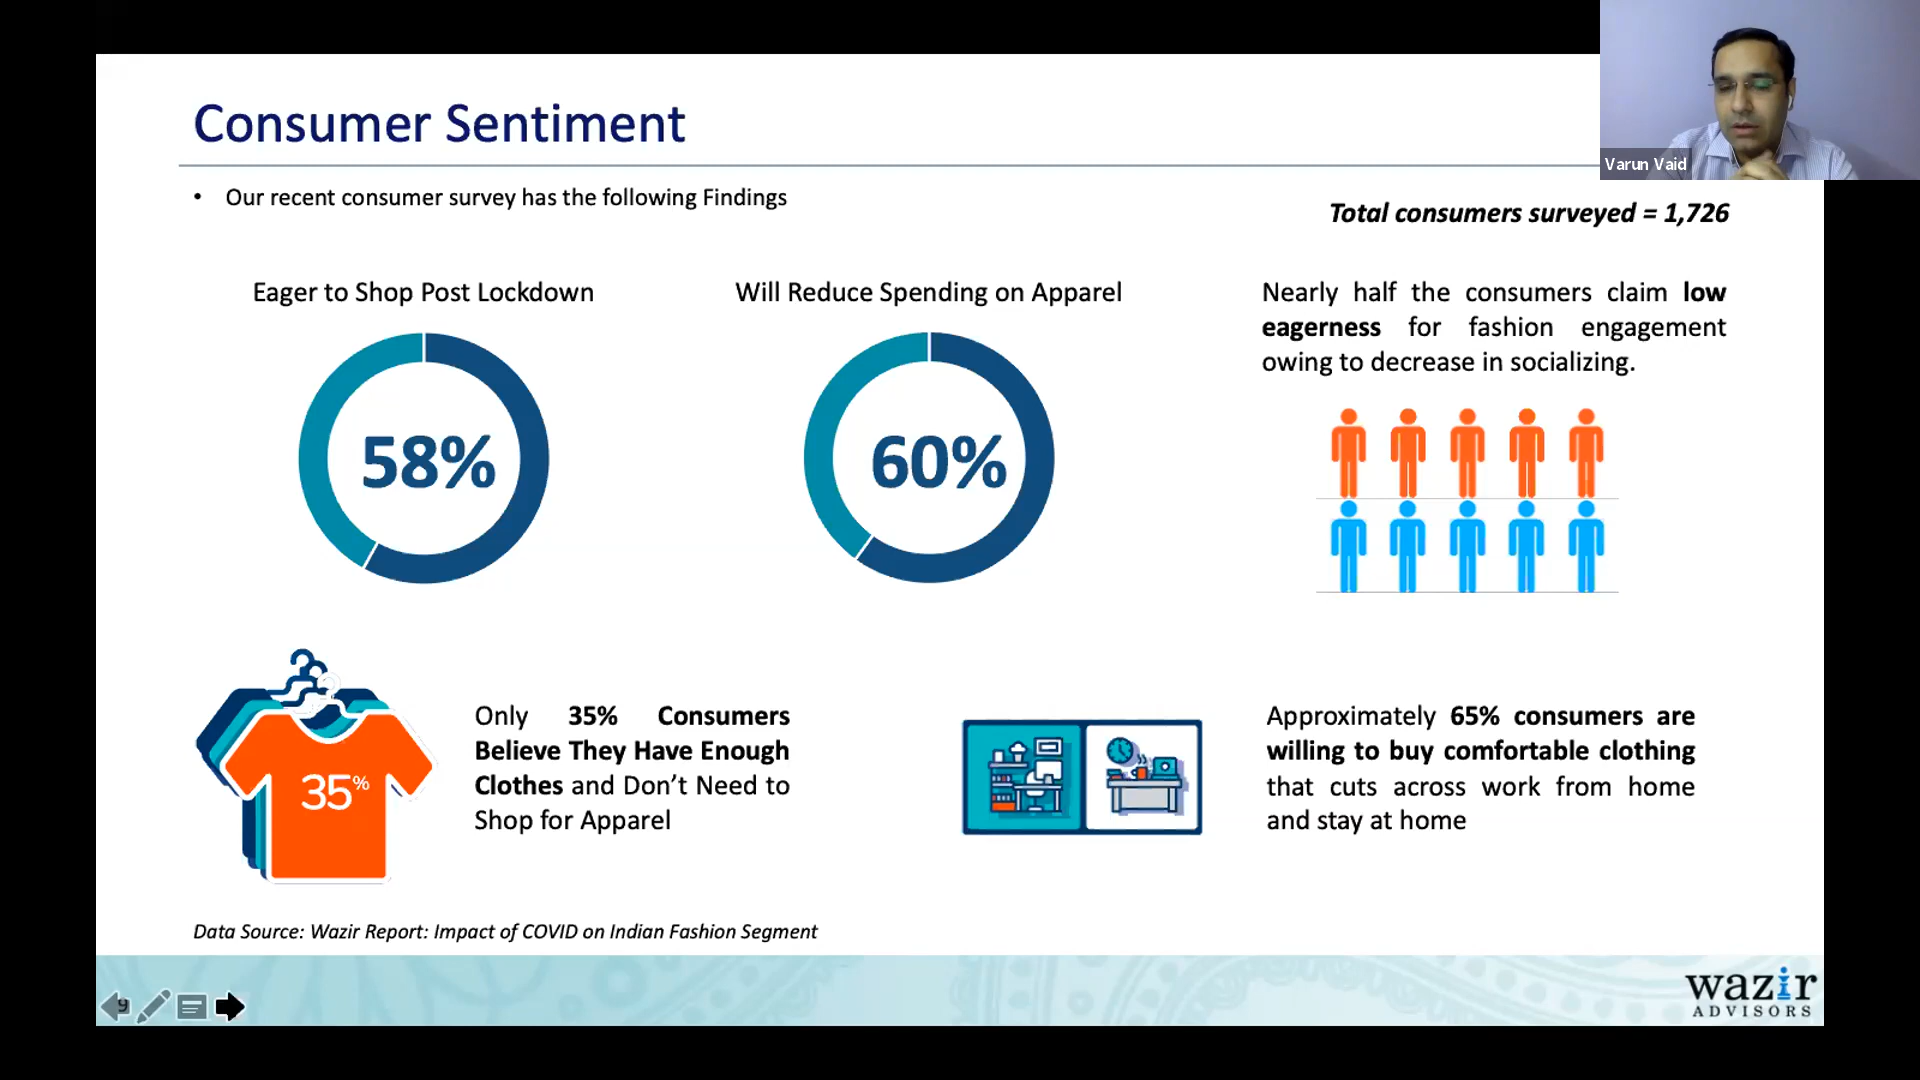 Consumer Sentiment
Varun Vaid
• Our recent consumer survey has the following Findings
Total consumers surveyed = 1,726
Eager to Shop Post Lockdown
58%
Will Reduce Spending on Apparel
60%
Nearly half the consumers claim low
eagerness for fashion engagement
owing to decrease in socializing.
35%
Only 35% Consumers
Believe They Have Enough
Clothes and Don’t Need to
Shop for Apparel
Approximately 65% consumers are
willing to buy comfortable clothing
that cuts across work from home
and stay at home
Data Source: Wazir Report: Impact of COVID on Indian Fashion Segment
wazir
ADVISORS